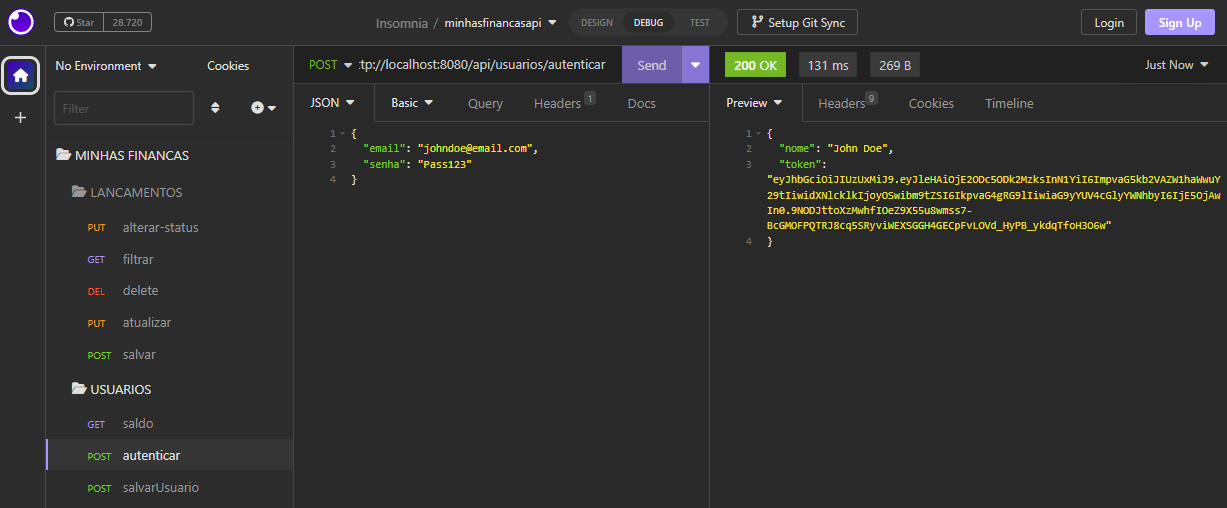 Star 28.720
Insomnia / minhasfinancasapi
DESIGN DEBUG TEST
Setup Git Sync
Login
Sign Up
No Environment
Cookies
POST :tp://localhost:8080/api/usuarios/autenticar
Send
200 OK
131 ms
269 B
Just Now
Filter
JSON
Basic
Query
Headers 1
Docs
Preview
Headers 9
Cookies
Timeline
MINHAS FINANCAS
LANCAMENTOS
PUT alterar-status
GET filtrar
DEL delete
PUT atualizar
POST salvar
USUARIOS
GET saldo
POST autenticar
POST salvarUsuario
1 {
2 "email": "johndoe@email.com",
3 "senha": "Pass123"
4 }
1 {
2 "nome": "John Doe",
3 "token":
"eyJhbGciOiJIUzUxMiJ9.eyJleHAiOjE2ODc5ODk2MzksInN1YiI6ImpvaG5kb2VAZW1haWwuY
29tIiwidXNlcklkIjoyOSwibm9tZSI6IkpvaG4gRG9lIiwiaG9yYUV4cGlyYWNhbyI6IjE5OjAw
In0.9NODJttoXzMwhfIOeZ9X55u8wmss7-
BcGMOFPQTRJ8cq5SRyviWEXSGGH4GECpFvLOVd_HyPB_ykdqTfoH3O6w"
4 }